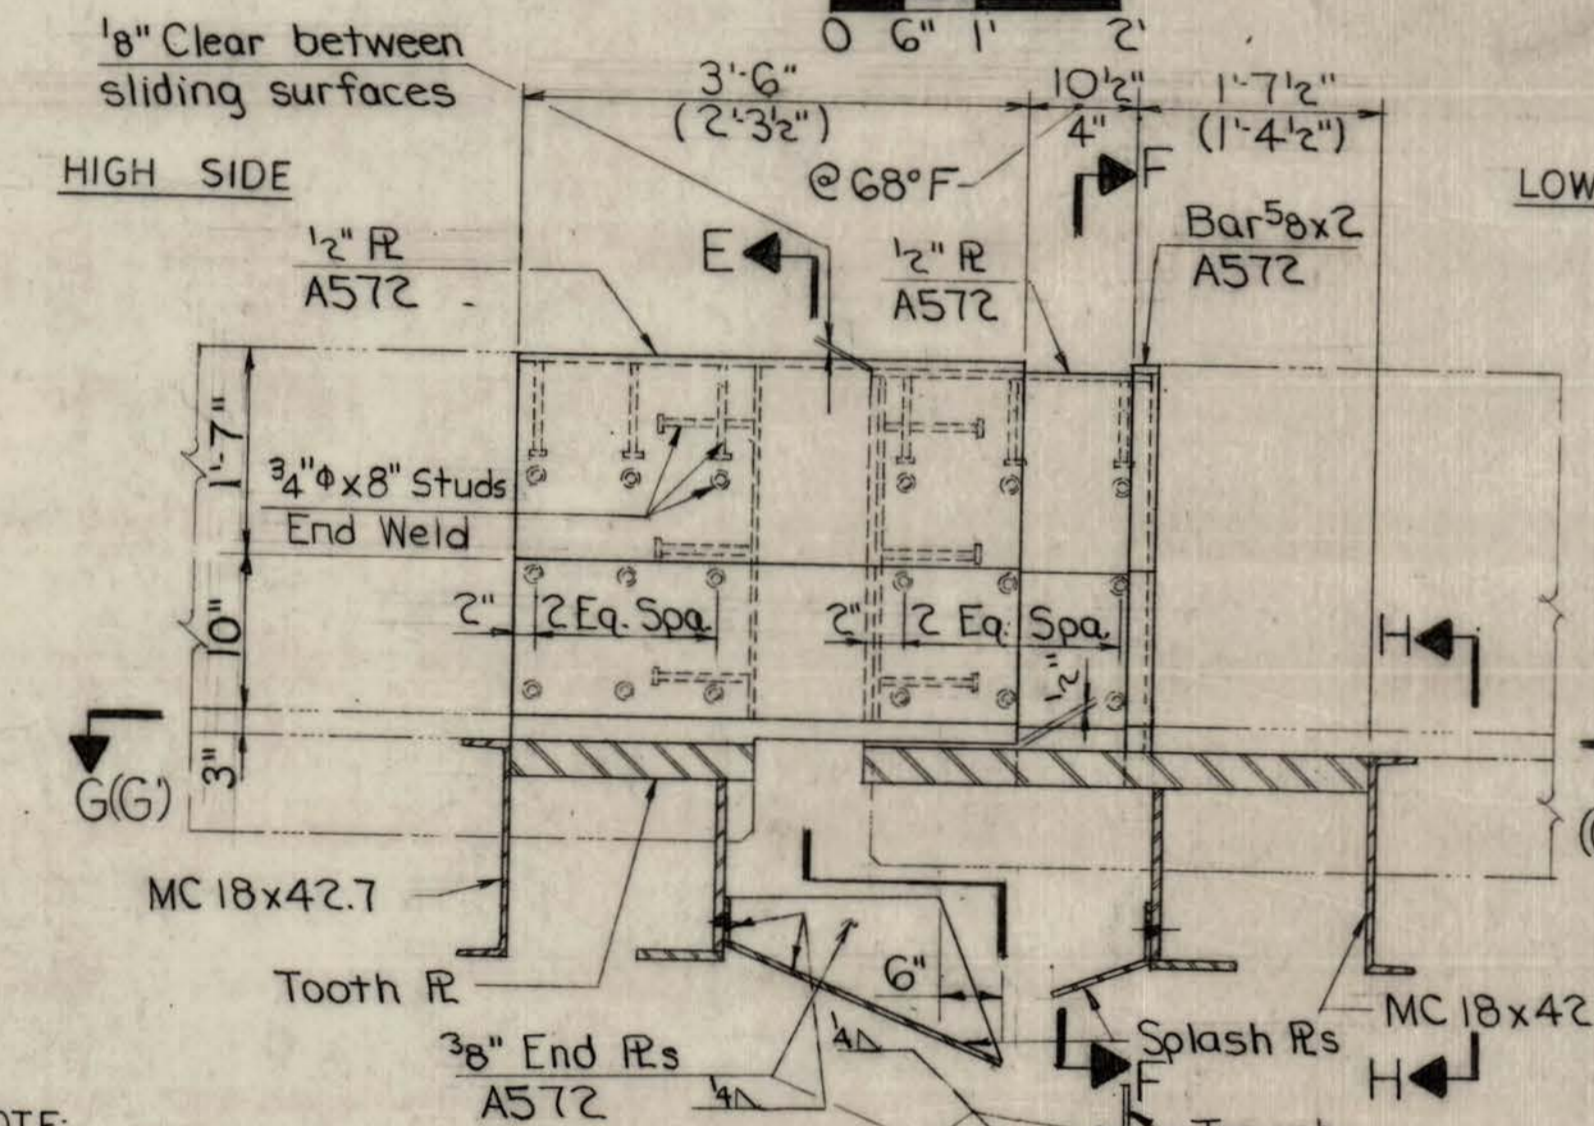 0 6" 1' 2'
1/8" Clear between
sliding surfaces
3'-6"
(2'-3 1/2")
10 1/2"
4"
1'-7 1/2"
(1'-4 1/2")
@ 68°F
HIGH SIDE
LOW
F
1/2" PL
A572
E
1/2" PL
A572
Bar 5/8 x 2
A572
1'-7"
3/4" Φ x 8" Studs
End Weld
10"
2"
2 Eq. Spa.
2"
2 Eq. Spa.
1/2"
H
3"
G(G')
MC 18x42.7
Tooth PL
6"
MC 18x42
Splash PLs
3/8" End PLs
A572
1/4
1/4
F
H